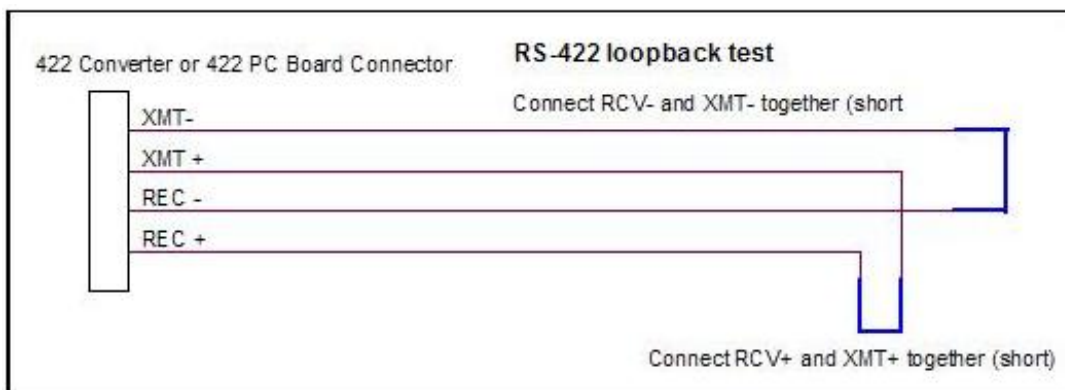 RS-422 loopback test
422 Converter or 422 PC Board Connector
Connect RCV- and XMT- together (short
XMT-
XMT +
REC -
REC +
Connect RCV+ and XMT+ together (short)